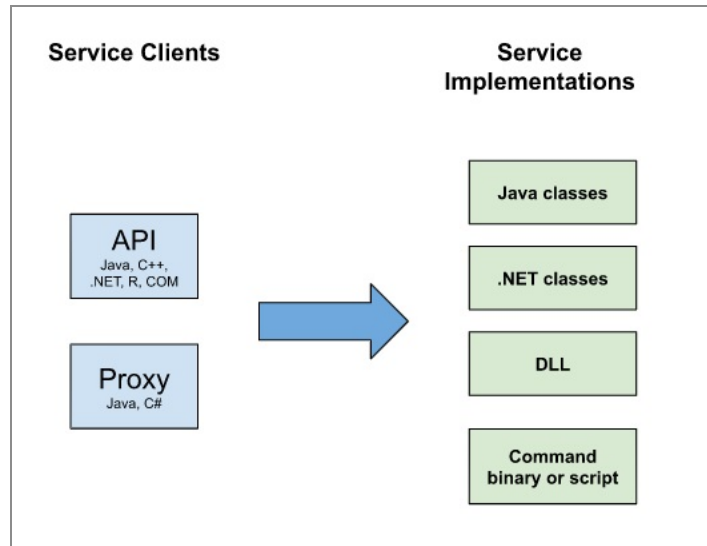 Service Clients
Service
Implementations
API
Java, C++,
.NET, R, COM
Proxy
Java, C#
Java classes
.NET classes
DLL
Command
binary or script